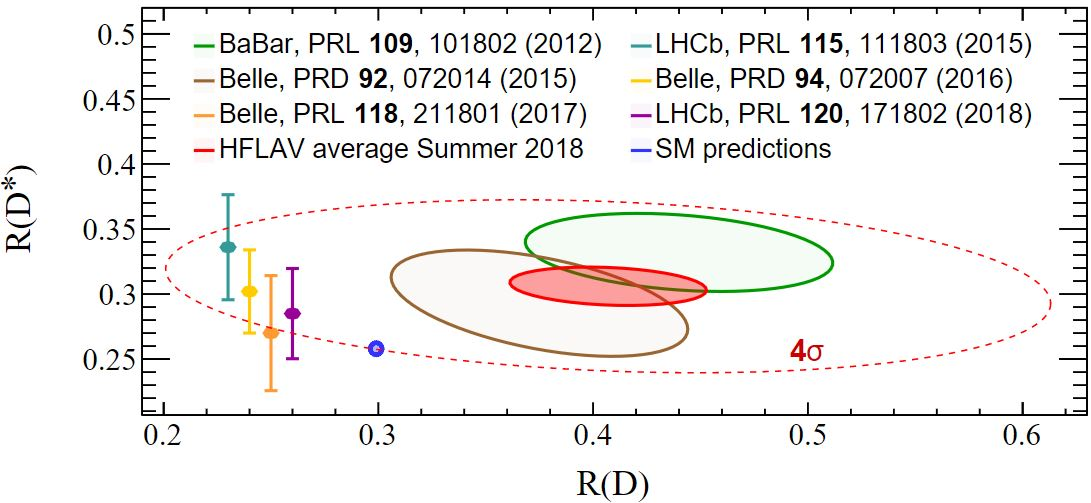 0.5
0.45
0.4
0.35
0.3
0.25
R(D*)
BaBar, PRL 109, 101802 (2012)
LHCb, PRL 115, 111803 (2015)
Belle, PRD 92, 072014 (2015)
Belle, PRD 94, 072007 (2016)
Belle, PRL 118, 211801 (2017)
LHCb, PRL 120, 171802 (2018)
HFLAV average Summer 2018
SM predictions
4σ
0.2
0.3
0.4
0.5
0.6
R(D)